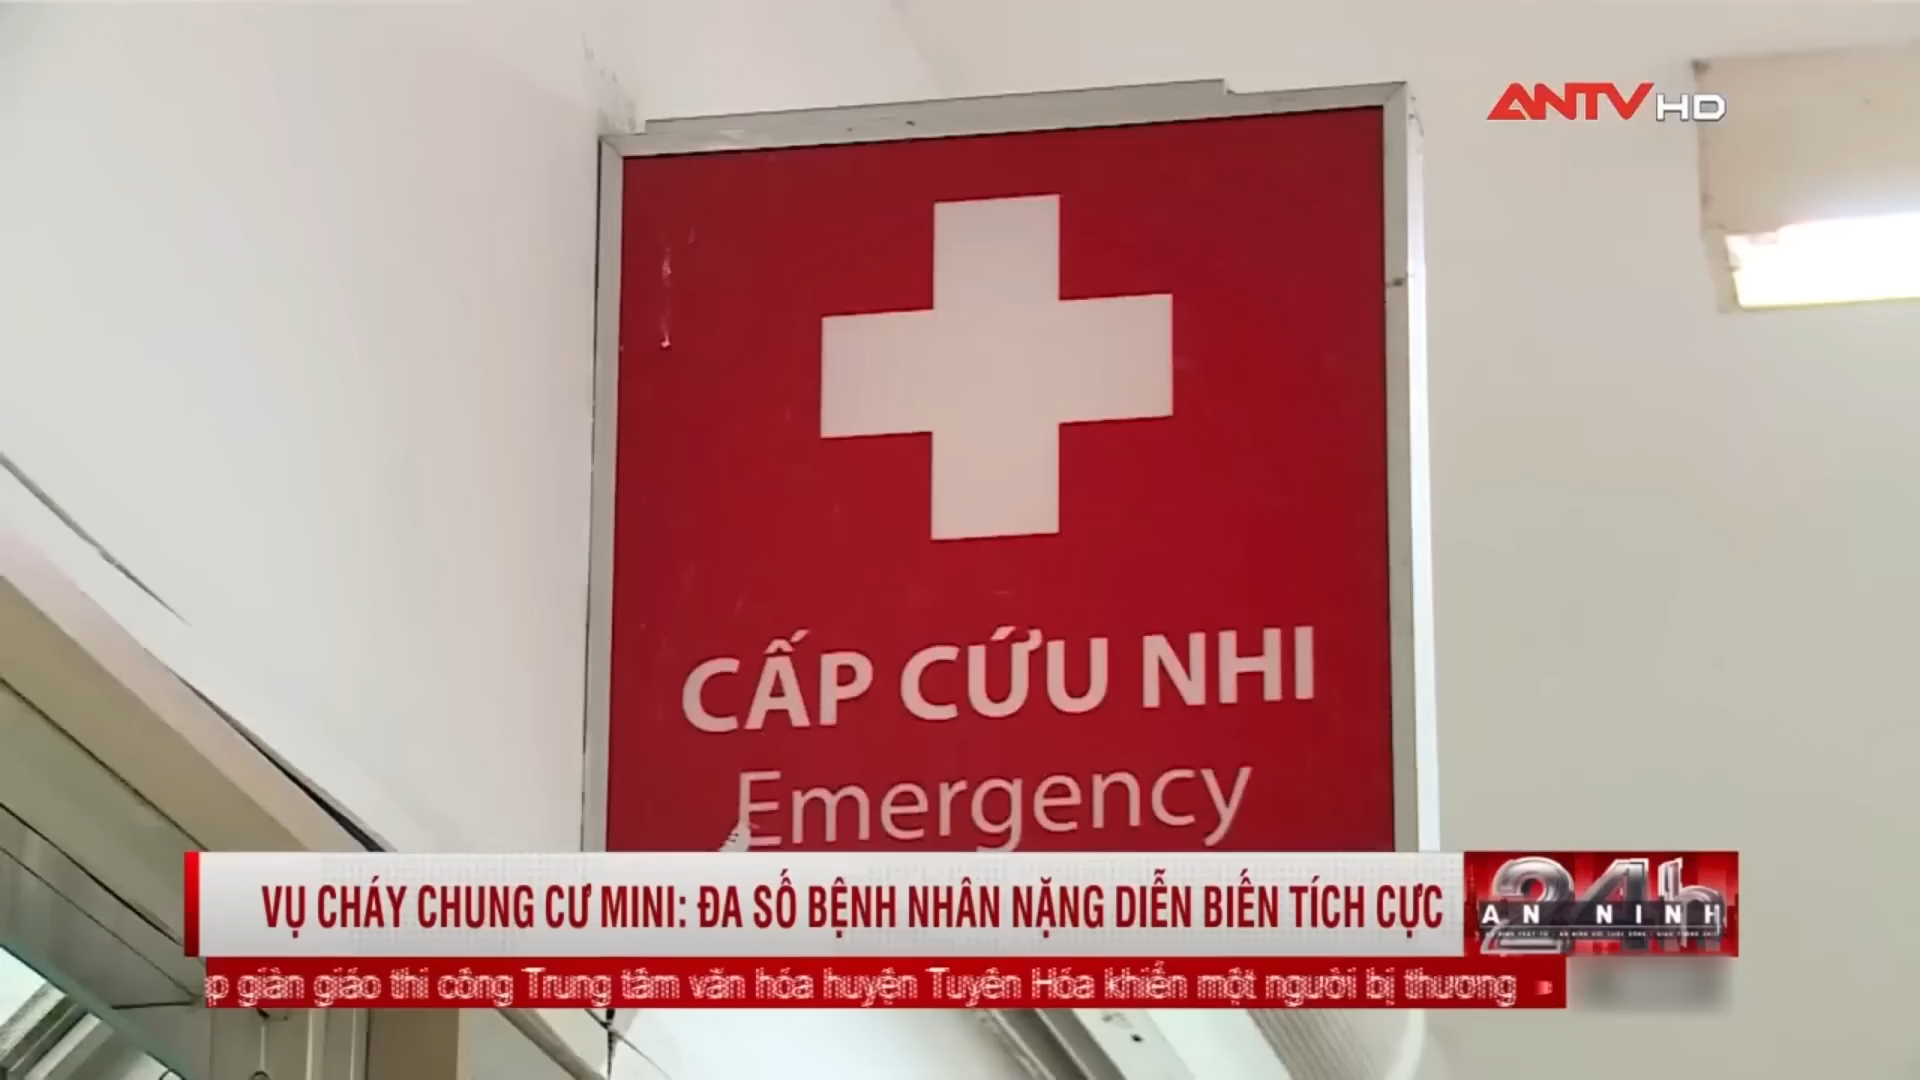 ANTV HD
CẤP CỨU NHI
Emergency
VỤ CHÁY CHUNG CƯ MINI: ĐA SỐ BỆNH NHÂN NẶNG DIỄN BIẾN TÍCH CỰC
24h
AN NINH
giàn giáo thi công Trung tâm văn hóa huyện Tuyên Hóa khiến một người bị thương